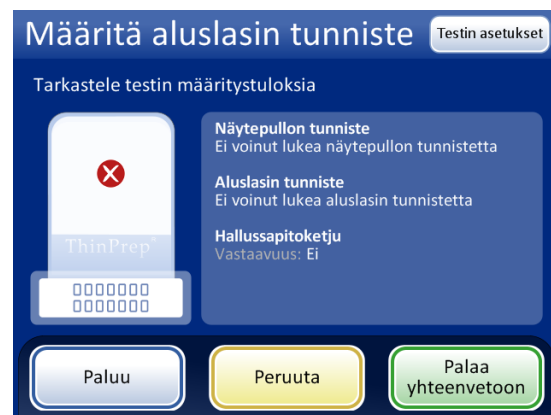 Määritä aluslasin tunniste
Testin asetukset
Tarkastele testin määritystuloksia
Näytepullon tunniste
Ei voinut lukea näytepullon tunnistetta
Aluslasin tunniste
Ei voinut lukea aluslasin tunnistetta
Hallussapitoketju
Vastaavuus: Ei
ThinPrep®
▯▯▯▯▯▯▯
▯▯▯▯▯▯▯
Paluu
Peruuta
Palaa
yhteenvetoon